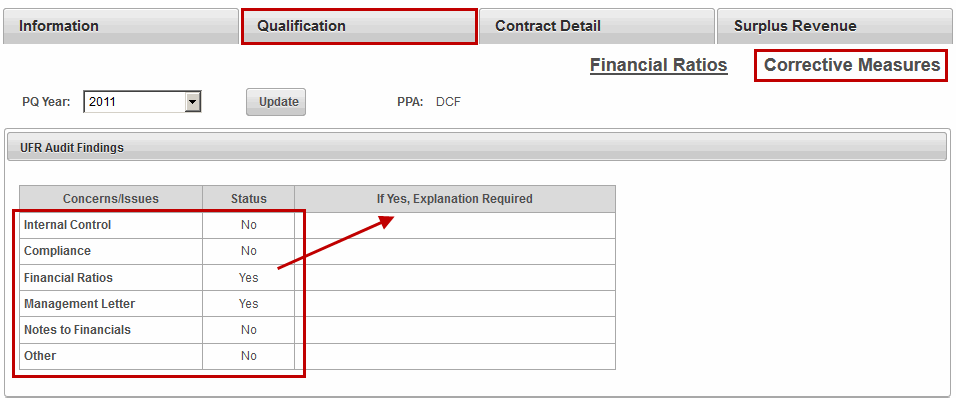 Information Qualification Contract Detail Surplus Revenue
Financial Ratios Corrective Measures
PQ Year: 2011 Update PPA: DCF
UFR Audit Findings
Concerns/Issues Status If Yes, Explanation Required
Internal Control No
Compliance No
Financial Ratios Yes
Management Letter Yes
Notes to Financials No
Other No